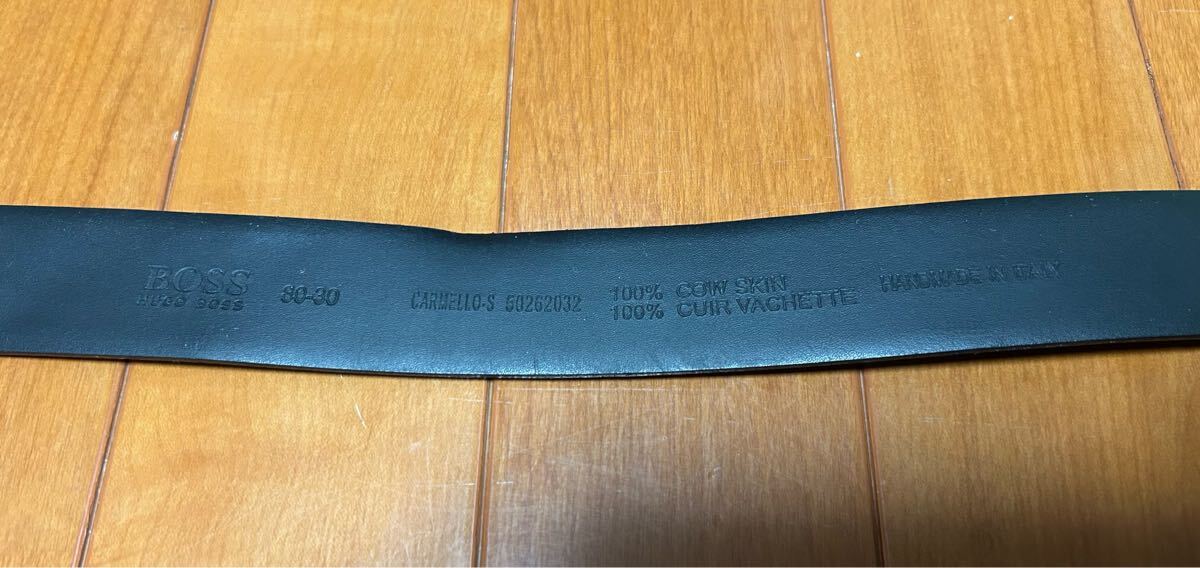 BOSS
HUGO BOSS
80-30
CARMELLO-S 50262032
100% COW SKIN
100% CUIR VACHETTE
HANDMADE IN ITALY